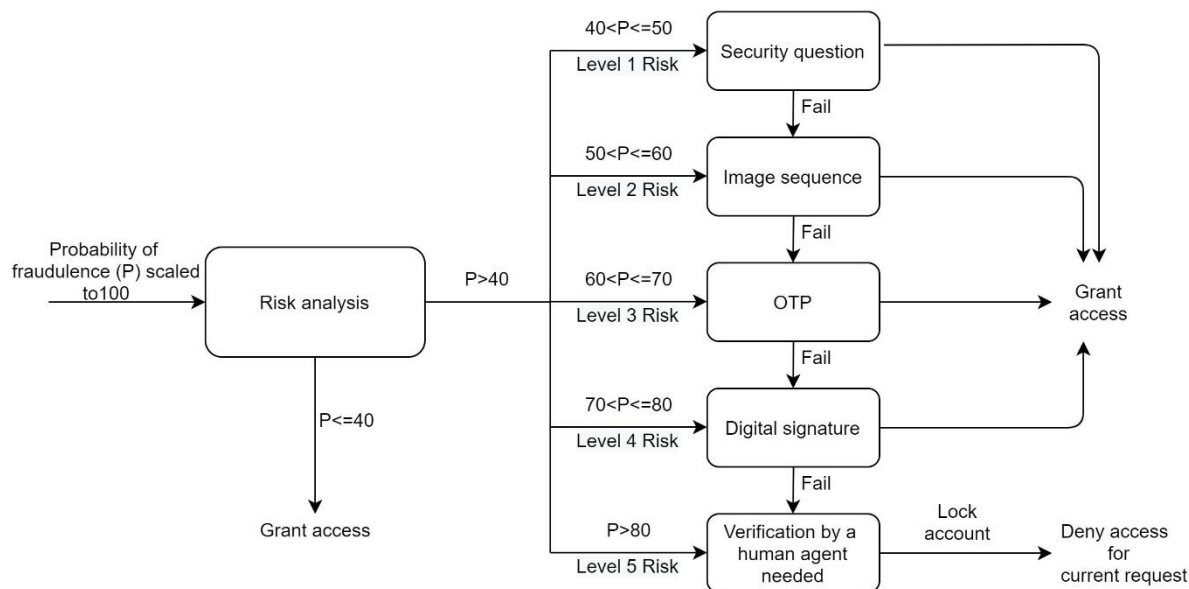 40<P<=50
Level 1 Risk
Security question
Fail
50<P<=60
Level 2 Risk
Image sequence
Fail
Probability of
fraudulence (P) scaled
to100
Risk analysis
P>40
60<P<=70
Level 3 Risk
OTP
Grant
access
Fail
P<=40
Grant access
70<P<=80
Level 4 Risk
Digital signature
Fail
P>80
Level 5 Risk
Verification by a
human agent
needed
Lock
account
Deny access
for
current request